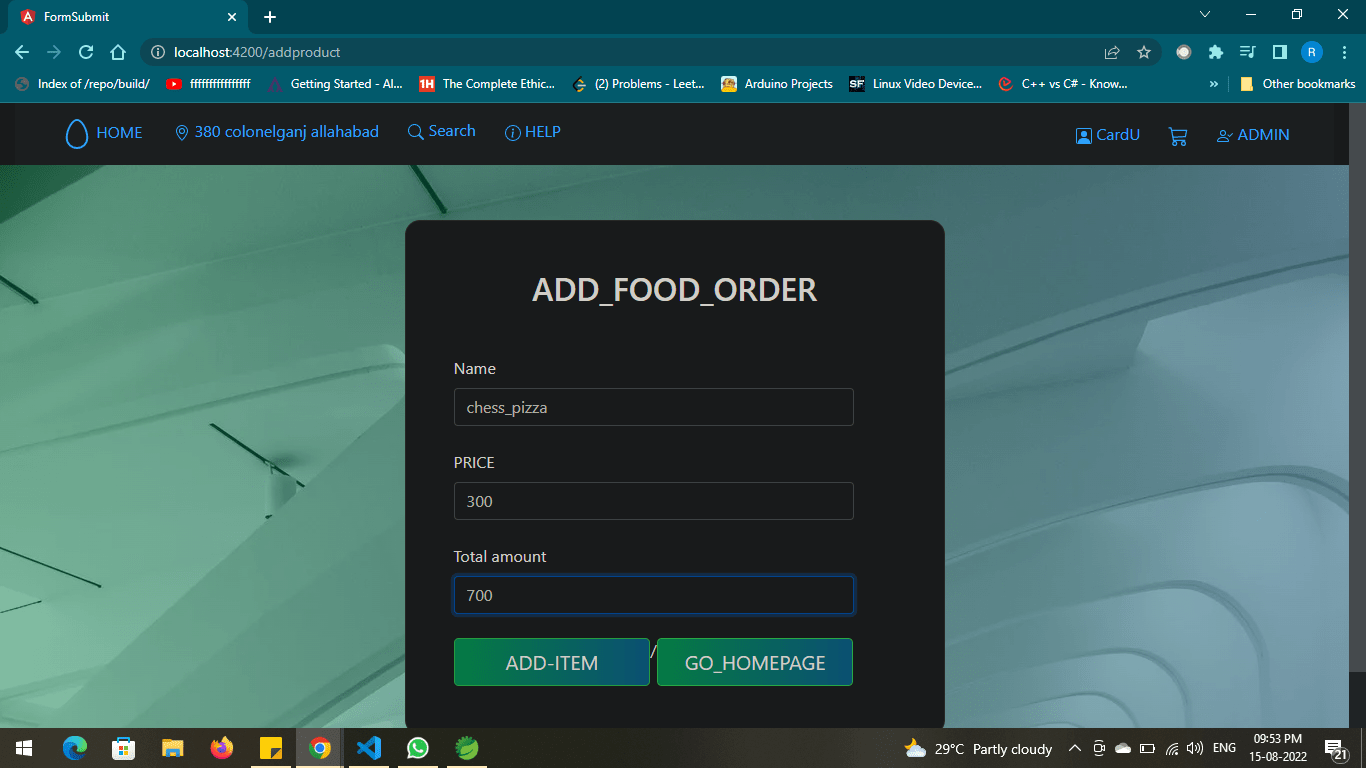 FormSubmit
localhost:4200/addproduct
R
Index of /repo/build/ ffffffffffffffff Getting Started - Al... 1H The Complete Ethic... (2) Problems - Leet... Arduino Projects SF Linux Video Device... C++ vs C# - Know... » Other bookmarks
HOME 380 colonelganj allahabad Search HELP CardU ADMIN
ADD_FOOD_ORDER
Name
chess_pizza
PRICE
300
Total amount
700
ADD-ITEM / GO_HOMEPAGE
29°C Partly cloudy ENG 09:53 PM
15-08-2022
21